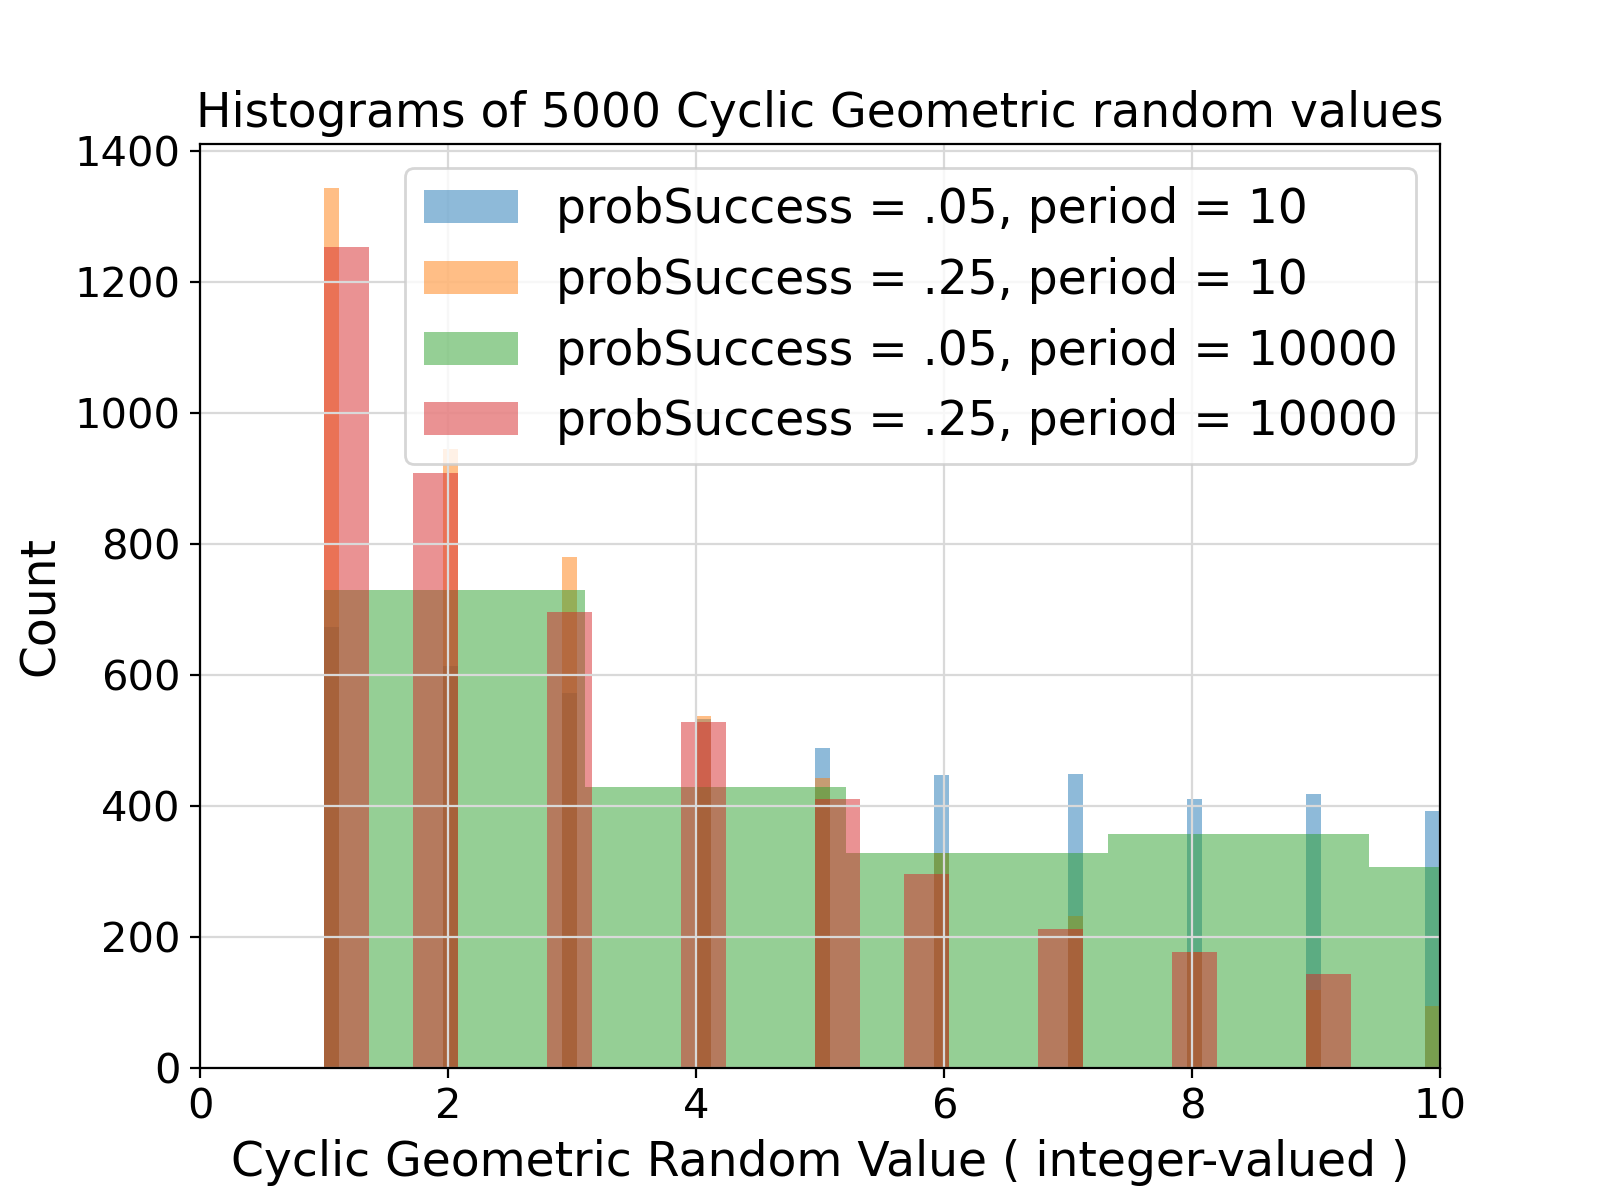 Histograms of 5000 Cyclic Geometric random values
1400
1200
1000
800
600
400
200
0
Count
probSuccess = .05, period = 10
probSuccess = .25, period = 10
probSuccess = .05, period = 10000
probSuccess = .25, period = 10000
0 2 4 6 8 10
Cyclic Geometric Random Value ( integer-valued )